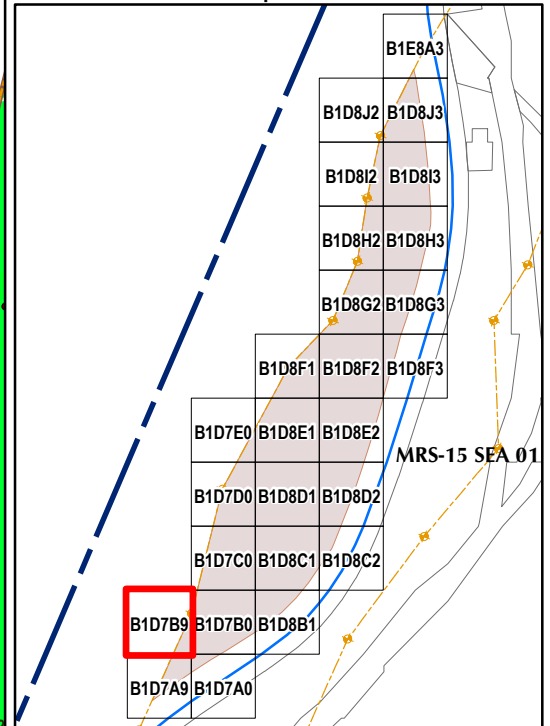 B1E8A3
B1D8J2 B1D8J3
B1D8I2 B1D8I3
B1D8H2 B1D8H3
B1D8G2 B1D8G3
B1D8F1 B1D8F2 B1D8F3
B1D7E0 B1D8E1 B1D8E2
MRS-15 SEA 01
B1D7D0 B1D8D1 B1D8D2
B1D7C0 B1D8C1 B1D8C2
B1D7B9 B1D7B0 B1D8B1
B1D7A9 B1D7A0